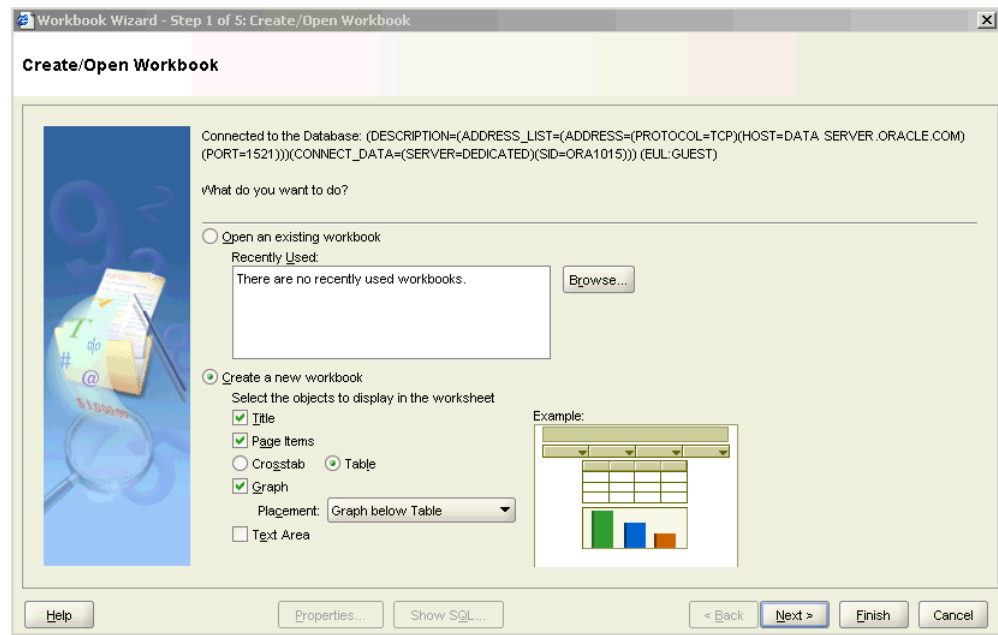 Workbook Wizard - Step 1 of 5: Create/Open Workbook
Create/Open Workbook
Connected to the Database: (DESCRIPTION=(ADDRESS_LIST=(ADDRESS=(PROTOCOL=TCP)(HOST=DATA SERVER.ORACLE.COM)
(PORT=1521)))(CONNECT_DATA=(SERVER=DEDICATED)(SID=ORA1015))) (EUL:GUEST)
What do you want to do?
Open an existing workbook
Recently Used:
There are no recently used workbooks.
Browse...
Create a new workbook
Select the objects to display in the worksheet
Title
Example:
Page Items
Crosstab Table
Graph
Placement: Graph below Table
Text Area
T
#
@
$1,000.00
Help Properties... Show SQL... < Back Next > Finish Cancel